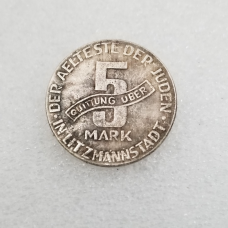 DER AELTESTE DER JUDEN
5
QUITTUNG ÜBER
MARK
IN LITZMANNSTADT